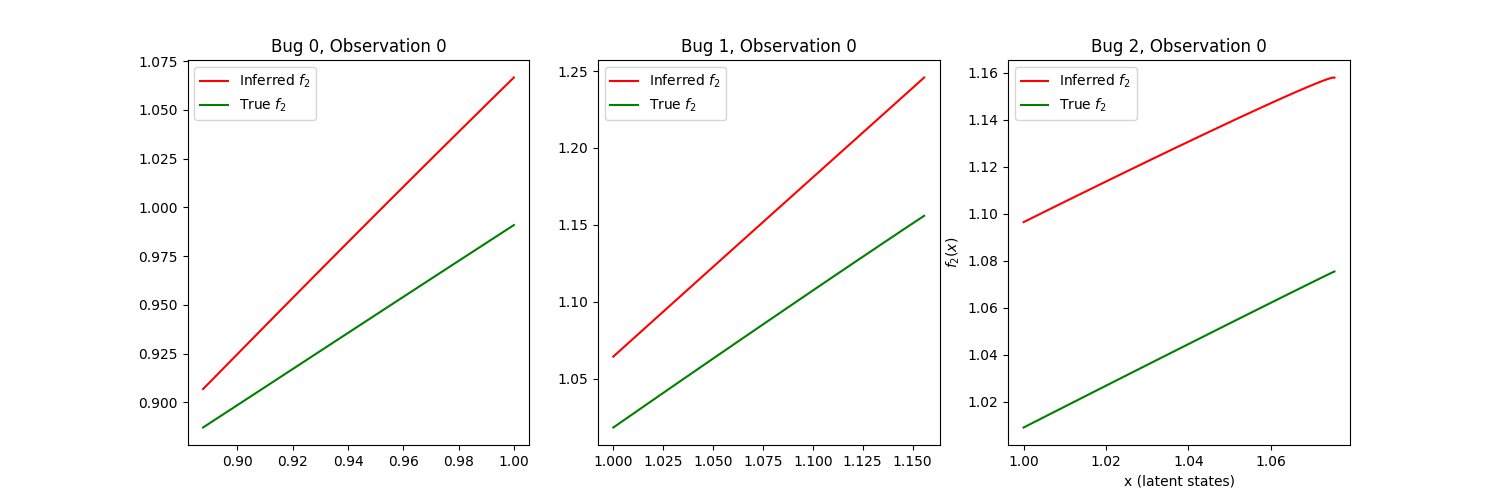 Bug 0, Observation 0
Inferred f₂
True f₂
1.075
1.050
1.025
1.000
0.975
0.950
0.925
0.900
0.90 0.92 0.94 0.96 0.98 1.00
Bug 1, Observation 0
Inferred f₂
True f₂
1.25
1.20
1.15
1.10
1.05
1.000 1.025 1.050 1.075 1.100 1.125 1.150
Bug 2, Observation 0
Inferred f₂
True f₂
f₂(x)
1.16
1.14
1.12
1.10
1.08
1.06
1.04
1.02
1.00 1.02 1.04 1.06
x (latent states)